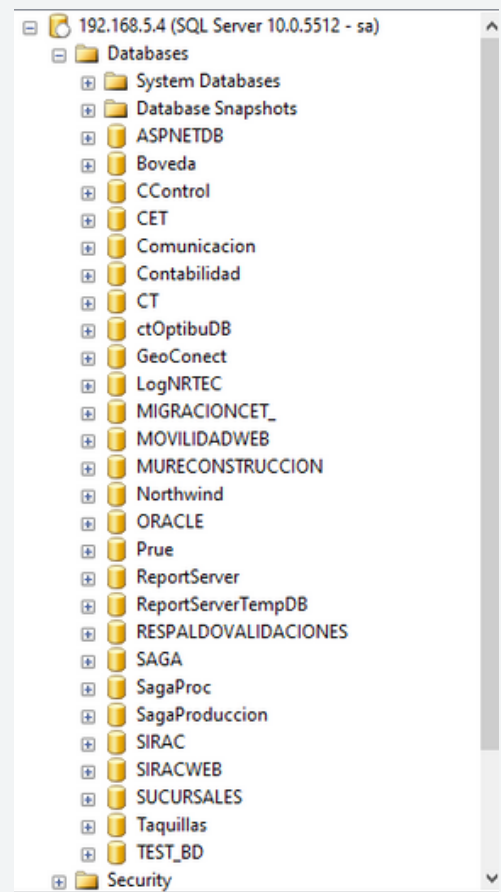 192.168.5.4 (SQL Server 10.0.5512 - sa)
Databases
System Databases
Database Snapshots
ASPNETDB
Boveda
CControl
CET
Comunicacion
Contabilidad
CT
ctOptibuDB
GeoConect
LogNRTEC
MIGRACIONCET_
MOVILIDADWEB
MURECONSTRUCCION
Northwind
ORACLE
Prue
ReportServer
ReportServerTempDB
RESPALDOVALIDACIONES
SAGA
SagaProc
SagaProduccion
SIRAC
SIRACWEB
SUCURSALES
Taquillas
TEST_BD
Security